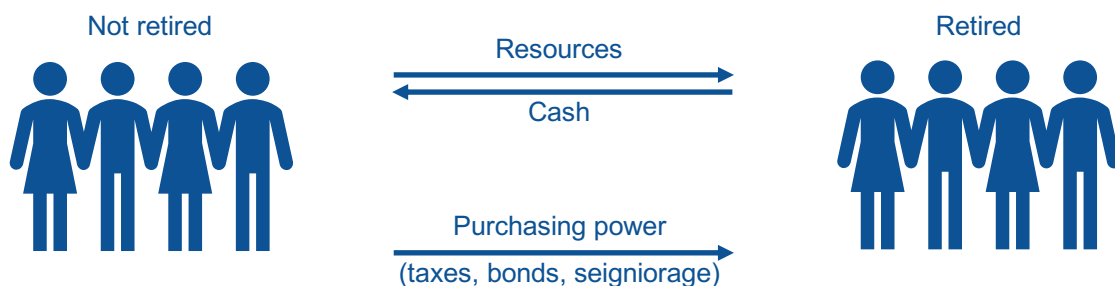 Not retired
Resources
Retired
Cash
Purchasing power
(taxes, bonds, seigniorage)